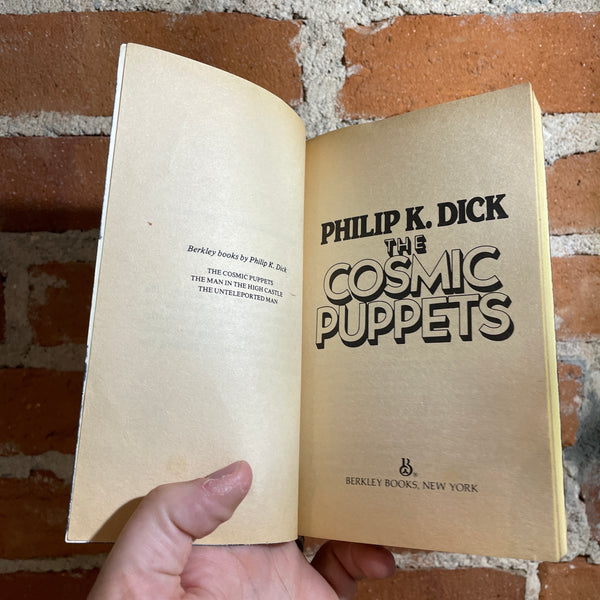 Berkley books by Philip K. Dick
THE COSMIC PUPPETS
THE MAN IN THE HIGH CASTLE
THE UNTELEPORTED MAN
PHILIP K. DICK
THE
COSMIC
PUPPETS
B
®
BERKLEY BOOKS, NEW YORK